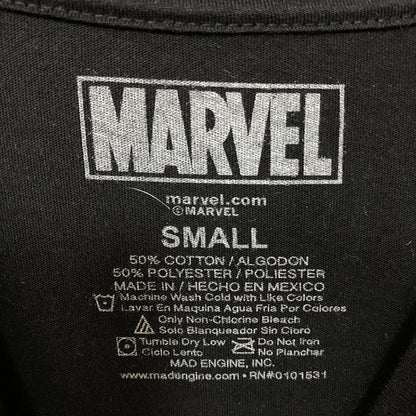 MARVEL
marvel.com
©MARVEL
SMALL
50% COTTON / ALGODON
50% POLYESTER / POLIESTER
MADE IN / HECHO EN MEXICO
Machine Wash Cold with Like Colors
Lavar En Maquina Agua Fria Por Colores
Only Non-Chlorine Bleach
Solo Blanqueador Sin Cloro
Tumble Dry Low Do Not Iron
Ciclo Lento No Planchar
MAD ENGINE, INC.
www.madengine.com • RN#0101531